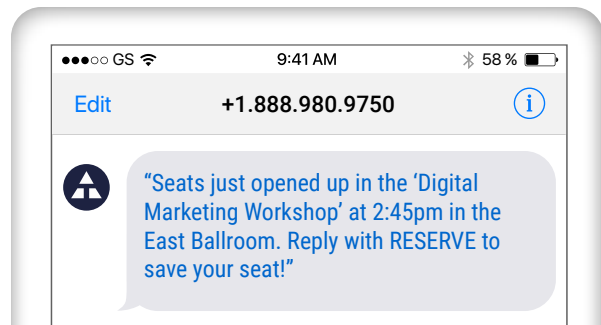 GS 9:41 AM 58 %
Edit +1.888.980.9750 i
“Seats just opened up in the ‘Digital
Marketing Workshop’ at 2:45pm in the
East Ballroom. Reply with RESERVE to
save your seat!”